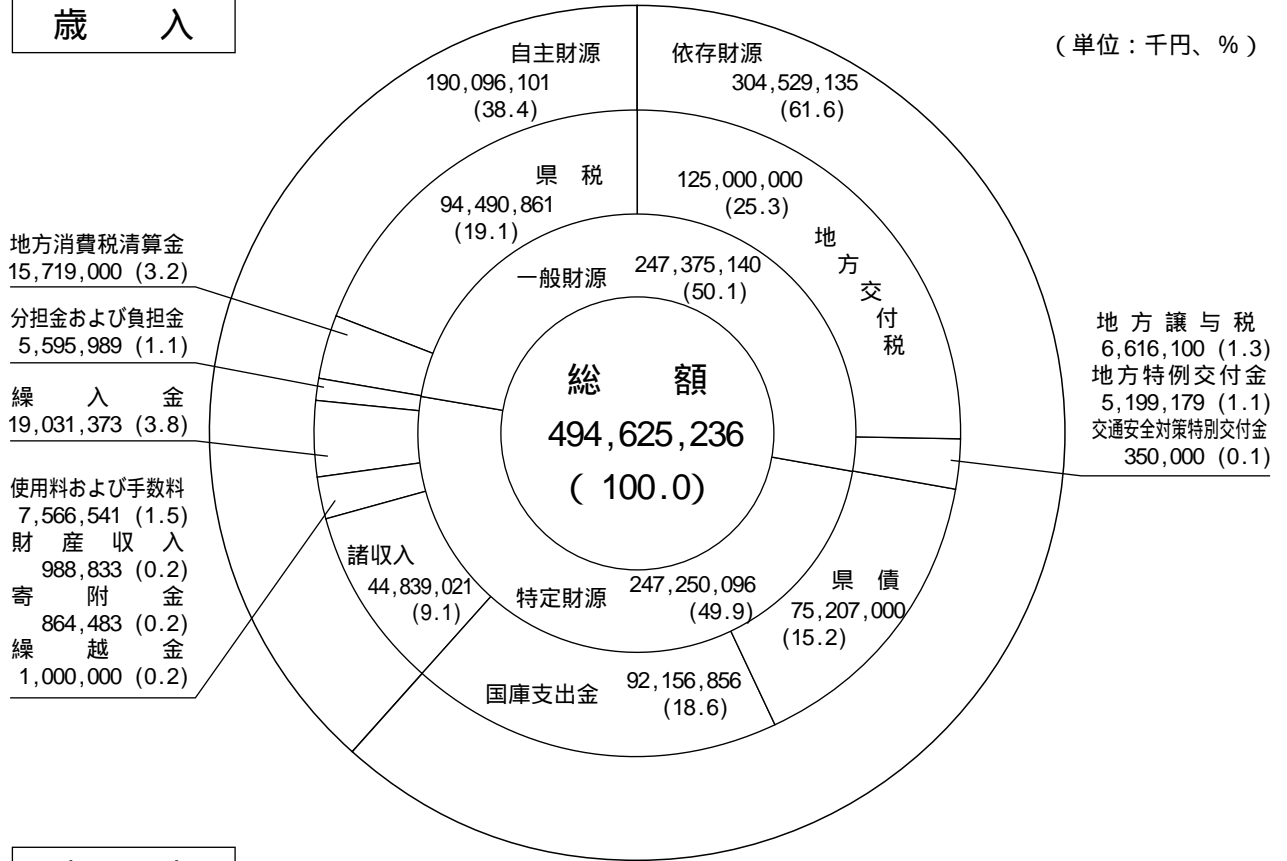 歳 入
(単位：千円、%)
自主財源
190,096,101
(38.4)
依存財源
304,529,135
(61.6)
県 税
94,490,861
(19.1)
125,000,000
(25.3)
地方交付税
一般財源
247,375,140
(50.1)
総 額
494,625,236
( 100.0)
特定財源
247,250,096
(49.9)
県 債
75,207,000
(15.2)
国庫支出金
92,156,856
(18.6)
諸収入
44,839,021
(9.1)
地方消費税清算金
15,719,000 (3.2)
分担金および負担金
5,595,989 (1.1)
繰 入 金
19,031,373 (3.8)
使用料および手数料
7,566,541 (1.5)
財 産 収 入
988,833 (0.2)
寄 附 金
864,483 (0.2)
繰 越 金
1,000,000 (0.2)
地 方 譲 与 税
6,616,100 (1.3)
地方特例交付金
5,199,179 (1.1)
交通安全対策特別交付金
350,000 (0.1)